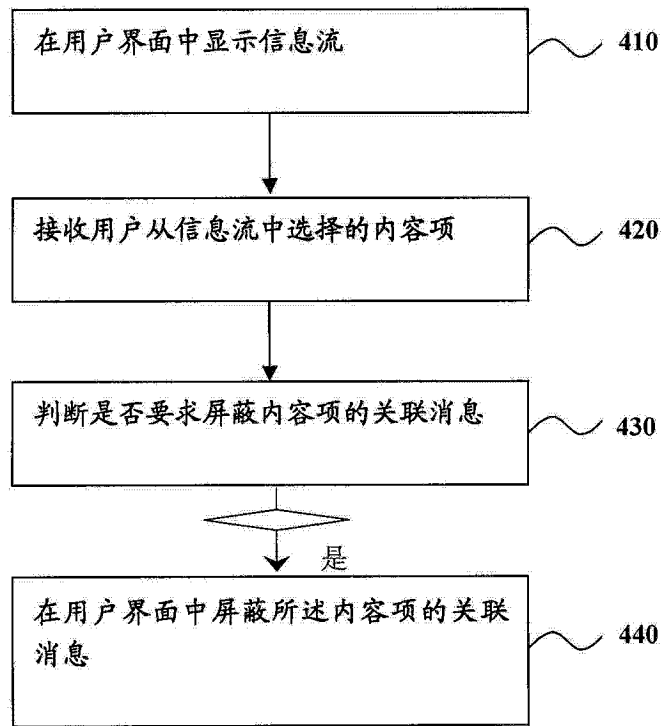 在用户界面中显示信息流
410
接收用户从信息流中选择的内容项
420
判断是否要求屏蔽内容项的关联消息
430
是
在用户界面中屏蔽所述内容项的关联
消息
440